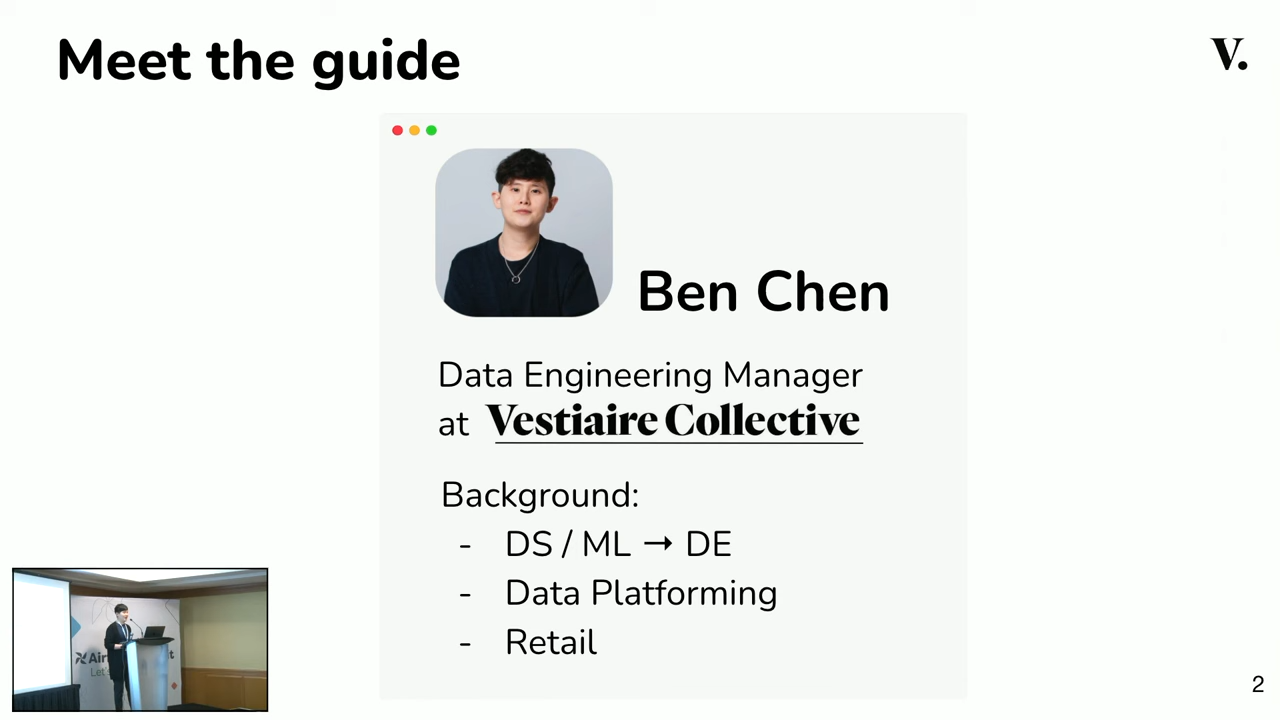 Meet the guide
V.
Ben Chen
Data Engineering Manager
at Vestiaire Collective
Background:
- DS / ML → DE
- Data Platforming
- Retail
Let's
2